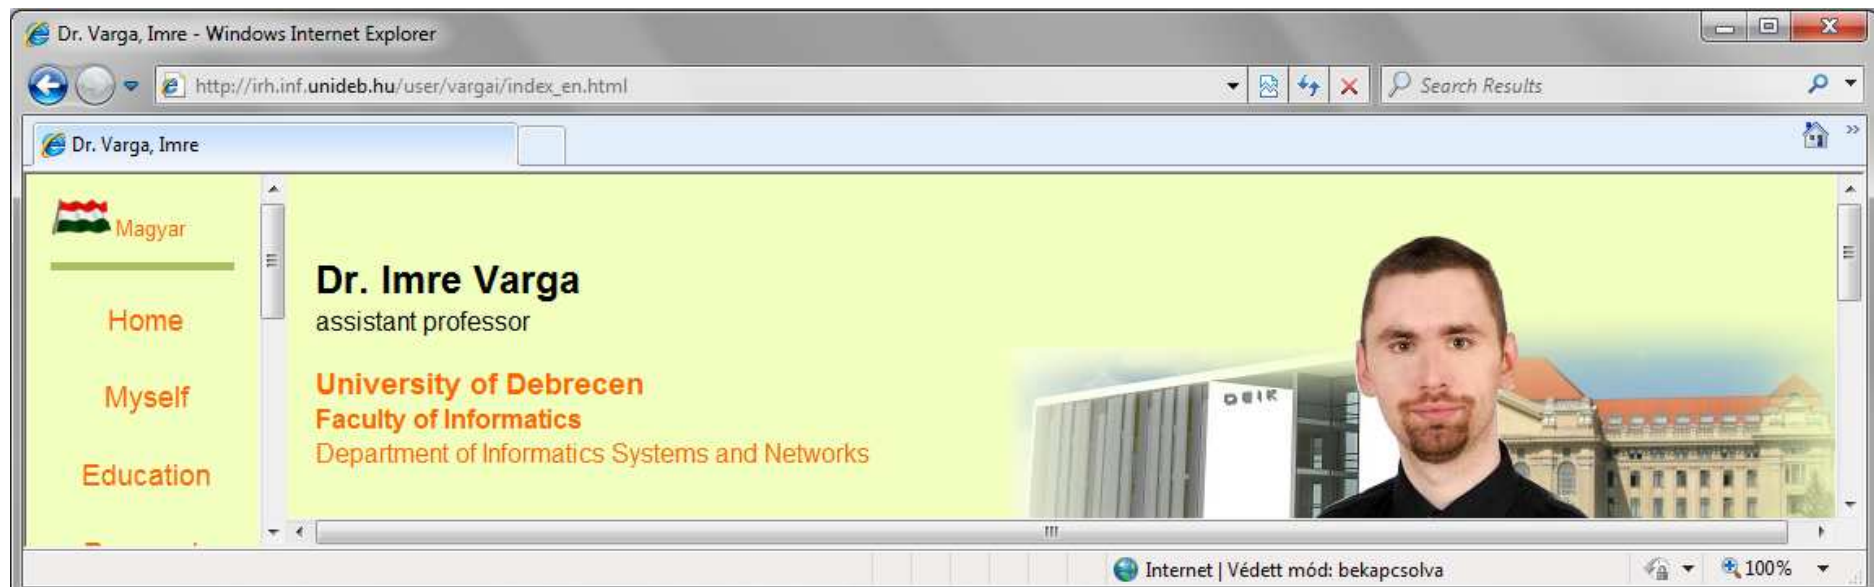 Dr. Varga, Imre - Windows Internet Explorer
http://irh.inf.unideb.hu/user/vargai/index_en.html
Search Results
Dr. Varga, Imre
Magyar
Home
Myself
Education
Dr. Imre Varga
assistant professor
University of Debrecen
Faculty of Informatics
Department of Informatics Systems and Networks
DEIK
Internet | Védett mód: bekapcsolva
100%